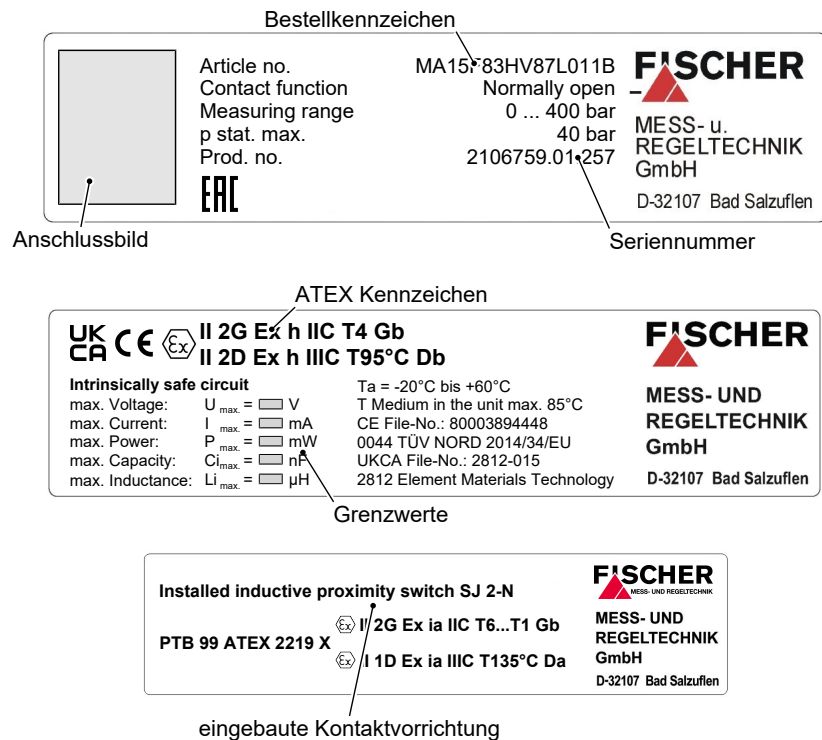 Bestellkennzeichen
Article no. MA15F83HV87L011B
Contact function Normally open
Measuring range 0 ... 400 bar
p stat. max. 40 bar
Prod. no. 2106759.01.257
EAC
FISCHER
MESS- u.
REGELTECHNIK
GmbH
D-32107 Bad Salzuflen
Anschlussbild
Seriennummer
ATEX Kennzeichen
UK CA CE Ex II 2G Ex h IIC T4 Gb
II 2D Ex h IIIC T95°C Db
Intrinsically safe circuit
max. Voltage: U max. = V
max. Current: I max. = mA
max. Power: P max. = mW
max. Capacity: Ci max. = nF
max. Inductance: Li max. = µH
Ta = -20°C bis +60°C
T Medium in the unit max. 85°C
CE File-No.: 80003894448
0044 TÜV NORD 2014/34/EU
UKCA File-No.: 2812-015
2812 Element Materials Technology
FISCHER
MESS- UND
REGELTECHNIK
GmbH
D-32107 Bad Salzuflen
Grenzwerte
Installed inductive proximity switch SJ 2-N
PTB 99 ATEX 2219 X
Ex II 2G Ex ia IIC T6...T1 Gb
Ex II 1D Ex ia IIIC T135°C Da
FISCHER
MESS- UND REGELTECHNIK
MESS- UND
REGELTECHNIK
GmbH
D-32107 Bad Salzuflen
eingebaute Kontaktvorrichtung